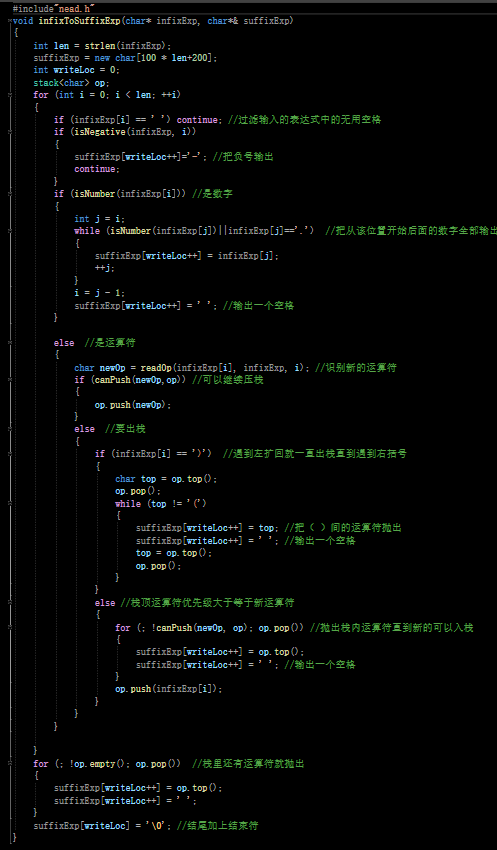 #include"nead.h"
void infixToSuffixExp(char* infixExp, char*& suffixExp)
{
int len = strlen(infixExp);
suffixExp = new char[100 * len+200];
int writeLoc = 0;
stack<char> op;
for (int i = 0; i < len; ++i)
{
if (infixExp[i] == ' ') continue; //过滤输入的表达式中的无用空格
if (isNegative(infixExp, i))
{
suffixExp[writeLoc++]='-'; //把负号输出
continue;
}
if (isNumber(infixExp[i])) //是数字
{
int j = i;
while (isNumber(infixExp[j])||infixExp[j]=='.') //把从该位置开始后面的数字全部输出
{
suffixExp[writeLoc++] = infixExp[j];
++j;
}
i = j - 1;
suffixExp[writeLoc++] = ' '; //输出一个空格
}
else //是运算符
{
char newOp = readOp(infixExp[i], infixExp, i); //识别新的运算符
if (canPush(newOp,op)) //可以继续压栈
{
op.push(newOp);
}
else //要出栈
{
if (infixExp[i] == ')') //遇到左扩回就一直出栈直到遇到右括号
{
char top = op.top();
op.pop();
while (top != '(')
{
suffixExp[writeLoc++] = top; //把（ ）间的运算符抛出
suffixExp[writeLoc++] = ' '; //输出一个空格
top = op.top();
op.pop();
}
}
else //栈顶运算符优先级大于等于新运算符
{
for (; !canPush(newOp, op); op.pop()) //抛出栈内运算符直到新的可以入栈
{
suffixExp[writeLoc++] = op.top();
suffixExp[writeLoc++] = ' '; //输出一个空格
}
op.push(infixExp[i]);
}
}
}
}
for (; !op.empty(); op.pop()) //栈里还有运算符就抛出
{
suffixExp[writeLoc++] = op.top();
suffixExp[writeLoc++] = ' ';
}
suffixExp[writeLoc] = '\0'; //结尾加上结束符
}